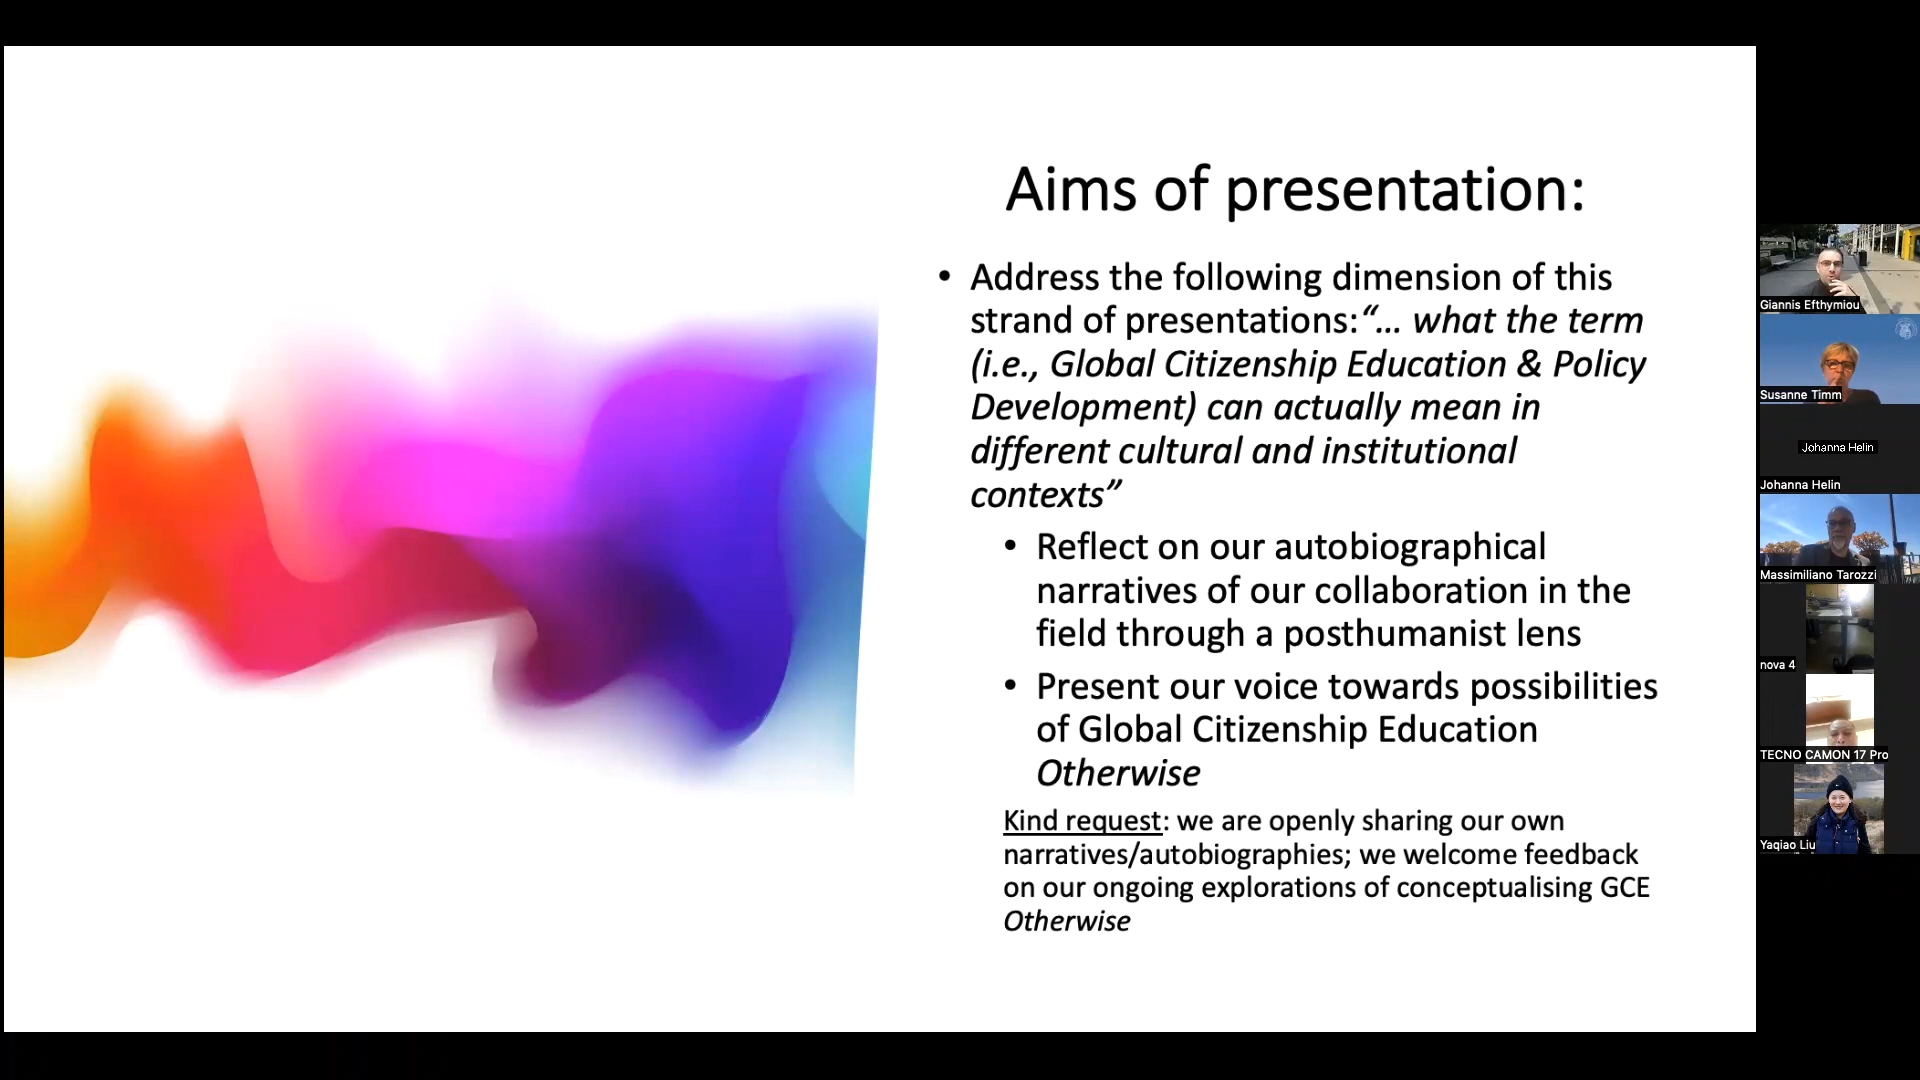 Aims of presentation:
• Address the following dimension of this
strand of presentations: “… what the term
(i.e., Global Citizenship Education & Policy
Development) can actually mean in
different cultural and institutional
contexts”
• Reflect on our autobiographical
narratives of our collaboration in the
field through a posthumanist lens
• Present our voice towards possibilities
of Global Citizenship Education
Otherwise
Kind request: we are openly sharing our own
narratives/autobiographies; we welcome feedback
on our ongoing explorations of conceptualising GCE
Otherwise
Giannis Efthymiou
Susanne Timm
Johanna Helin
Johanna Helin
Massimiliano Tarozzi
nova 4
TECNO CAMON 17 Pro
Yaqiao Liu